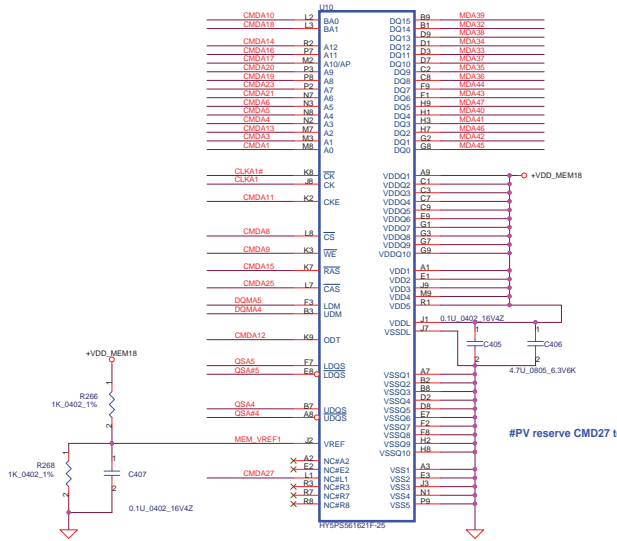 U10
CMDA10 L2 BA0 DQ15 B9 MDA39
CMDA18 L3 BA1 DQ14 B1 MDA32
DQ13 D9 MDA38
CMDA14 R2 A12 DQ12 D1 MDA34
CMDA16 P7 A11 DQ11 D3 MDA33
CMDA17 M2 A10/AP DQ10 D7 MDA37
CMDA20 P3 A9 DQ9 C2 MDA35
CMDA19 P8 A8 DQ8 C8 MDA36
CMDA23 P2 A7 DQ7 F9 MDA44
CMDA21 N7 A6 DQ6 F1 MDA43
CMDA6 N3 A5 DQ5 H9 MDA47
CMDA5 N8 A4 DQ4 H1 MDA40
CMDA4 N2 A3 DQ3 H3 MDA41
CMDA13 M7 A2 DQ2 H7 MDA46
CMDA3 M3 A1 DQ1 G2 MDA42
CMDA1 M8 A0 DQ0 G8 MDA45
CLKA1# K8 CK VDDQ1 A9 +VDD_MEM18
CLKA1 J8 CK VDDQ2 C1
VDDQ3 C3
CMDA11 K2 CKE VDDQ4 C7
VDDQ5 C9
VDDQ6 E9
VDDQ7 G1
CMDA8 L8 CS VDDQ8 G3
VDDQ9 G7
CMDA9 K3 WE VDDQ10 G9
CMDA15 K7 RAS VDD1 A1
VDD2 E1
CMDA25 L7 CAS VDD3 J9
VDD4 M9
DQMA5 F3 LDM VDD5 R1
DQMA4 B3 UDM
VDDL J1 0.1U_0402_16V4Z
VSSDL J7
CMDA12 K9 ODT
1 C405 2
1 C406 2
4.7U_0805_6.3V6K
+VDD_MEM18
QSA5 F7 LDQS VSSQ1 A7
QSA#5 E8 LDQS VSSQ2 B2
VSSQ3 B8
VSSQ4 D2
QSA4 B7 UDQS VSSQ5 D8
QSA#4 A8 UDQS VSSQ6 E7
VSSQ7 F2
VSSQ8 F8
VSSQ9 H2
VSSQ10 H8
1
R266
1K_0402_1%
2
#PV reserve CMD27 t
MEM_VREF1 J2 VREF
A2 NC#A2 VSS1 A3
E2 NC#E2 VSS2 E3
CMDA27 L1 NC#L1 VSS3 J3
R3 NC#R3 VSS4 N1
R7 NC#R7 VSS5 P9
R8 NC#R8
1
R268
1K_0402_1%
2
1
C407
2
0.1U_0402_16V4Z
HY5PS561621F-25